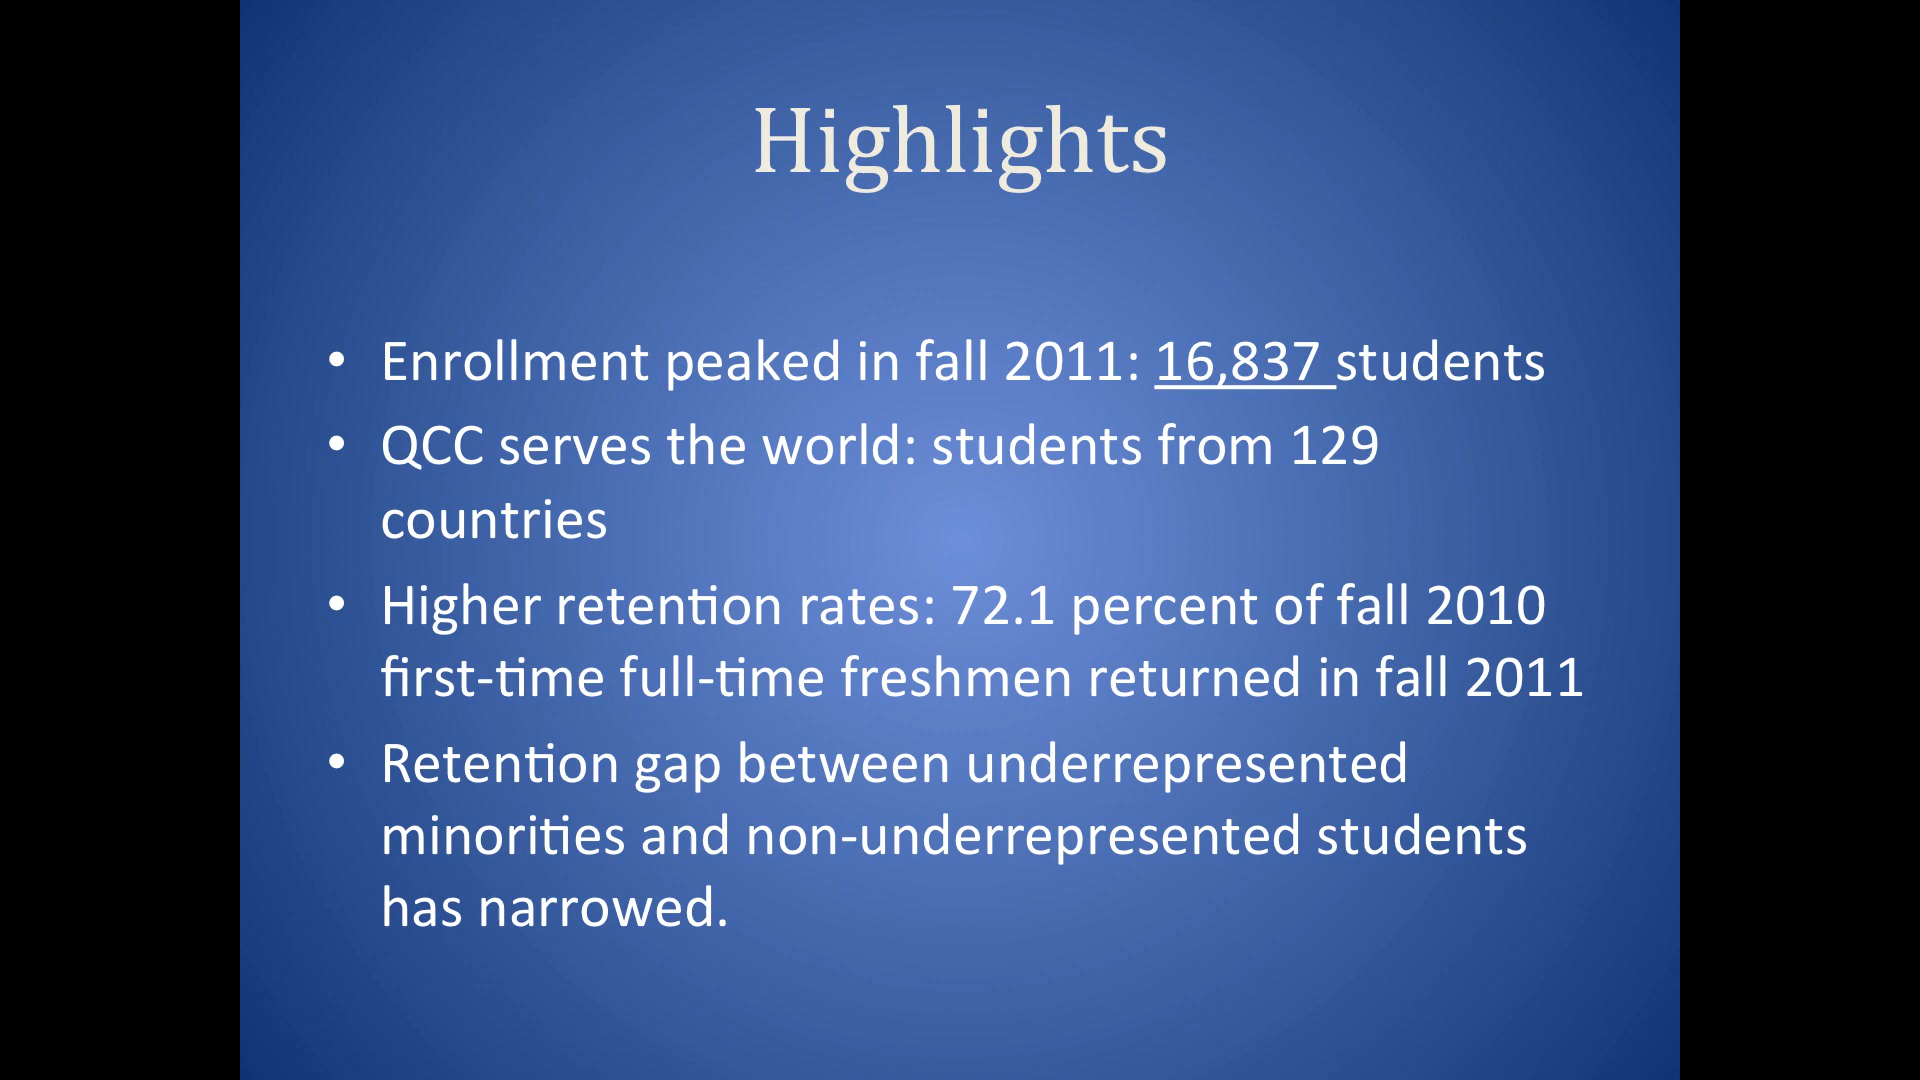 Highlights
• Enrollment peaked in fall 2011: 16,837 students
• QCC serves the world: students from 129
countries
• Higher retention rates: 72.1 percent of fall 2010
first-time full-time freshmen returned in fall 2011
• Retention gap between underrepresented
minorities and non-underrepresented students
has narrowed.